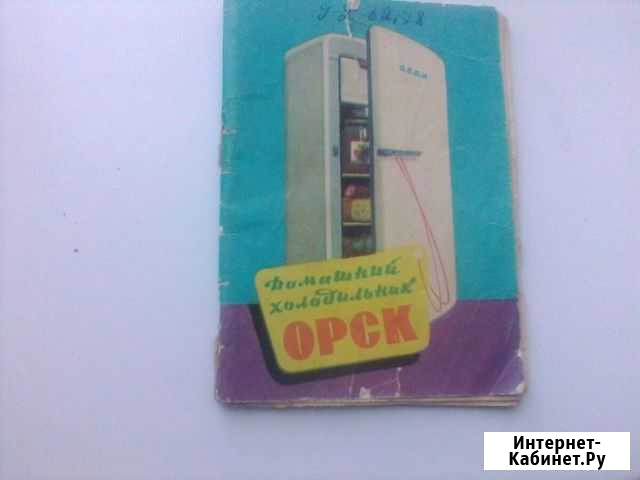 Домашний
холодильник
ОРСК
Интернет-
Кабинет.Ру